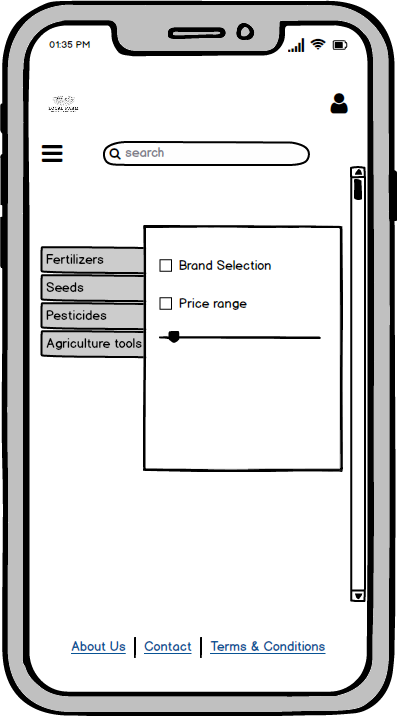 01:35 PM
search
Fertilizers
Seeds
Pesticides
Agriculture tools
Brand Selection
Price range
About Us
Contact
Terms & Conditions